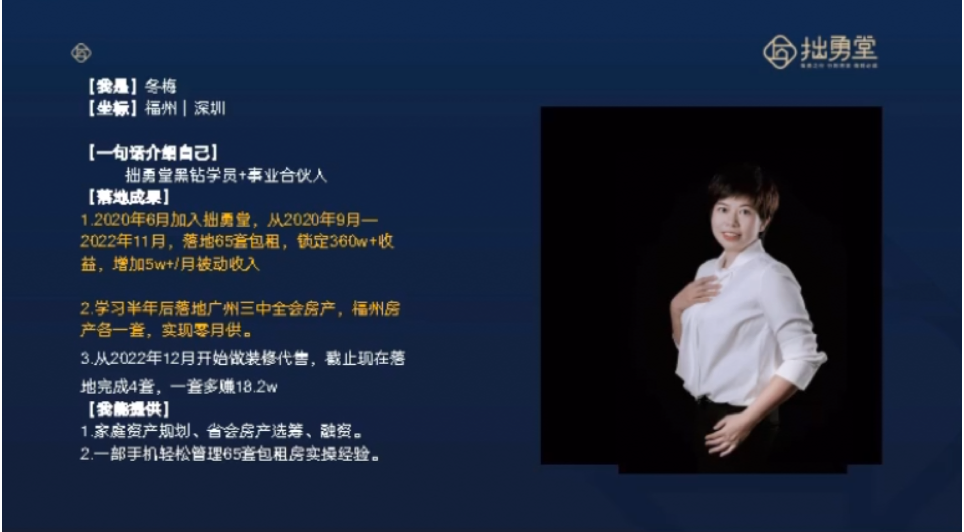 拙勇堂
【我是】冬梅
【坐标】福州｜深圳
【一句话介绍自己】
拙勇堂黑钻学员+事业合伙人
【落地成果】
1.2020年6月加入拙勇堂，从2020年9月—
2022年11月，落地65套包租，锁定360w+收
益，增加5w+/月被动收入
2.学习半年后落地广州三中全会房产，福州房
产各一套，实现零月供。
3.从2022年12月开始做装修代售，截止现在落
地完成4套，一套多赚18.2w
【我能提供】
1.家庭资产规划、省会房产选筹、融资。
2.一部手机轻松管理65套包租房实操经验。